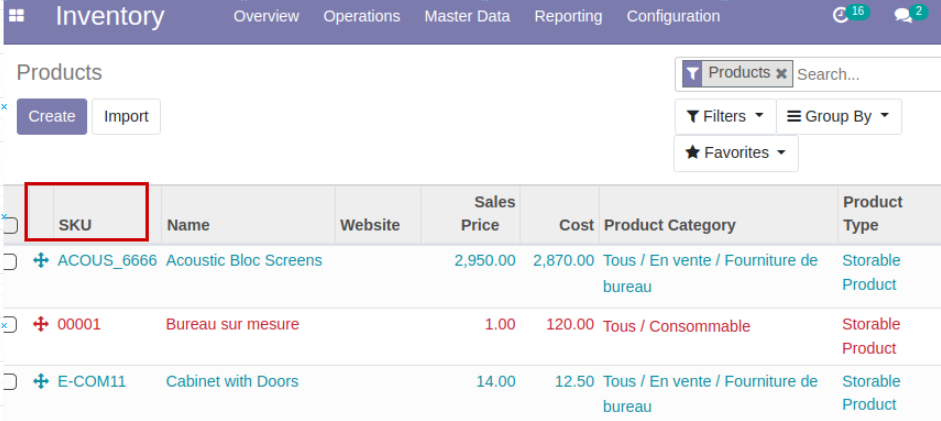 Inventory Overview Operations Master Data Reporting Configuration 16 2
Products
Products Search...
Create Import
Filters Group By
Favorites
SKU Name Website Sales Price Cost Product Category Product Type
ACOUS_6666 Acoustic Bloc Screens 2,950.00 2,870.00 Tous / En vente / Fourniture de bureau Storable Product
00001 Bureau sur mesure 1.00 120.00 Tous / Consommable Storable Product
E-COM11 Cabinet with Doors 14.00 12.50 Tous / En vente / Fourniture de bureau Storable Product